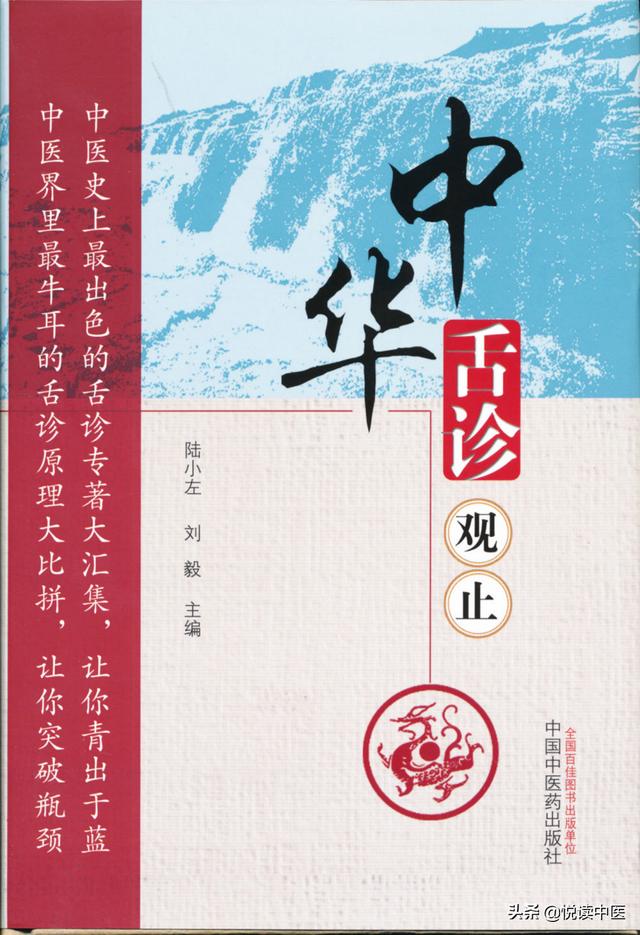 中华
舌诊
观止
中医史上最出色的舌诊专著大汇集，让你青出于蓝
中医界里最牛耳的舌诊原理大比拼，让你突破瓶颈
陆小左 刘毅 主编
全国百佳图书出版单位
中国中医药出版社
头条 @悦读中医